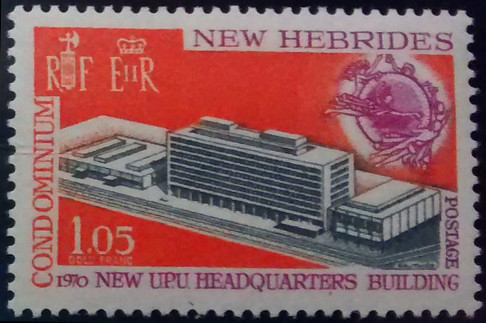 NEW HEBRIDES
RF EIIR
CONDOMINIUM
1.05
GOLD FRANC
POSTAGE
1970 NEW UPU HEADQUARTERS BUILDING